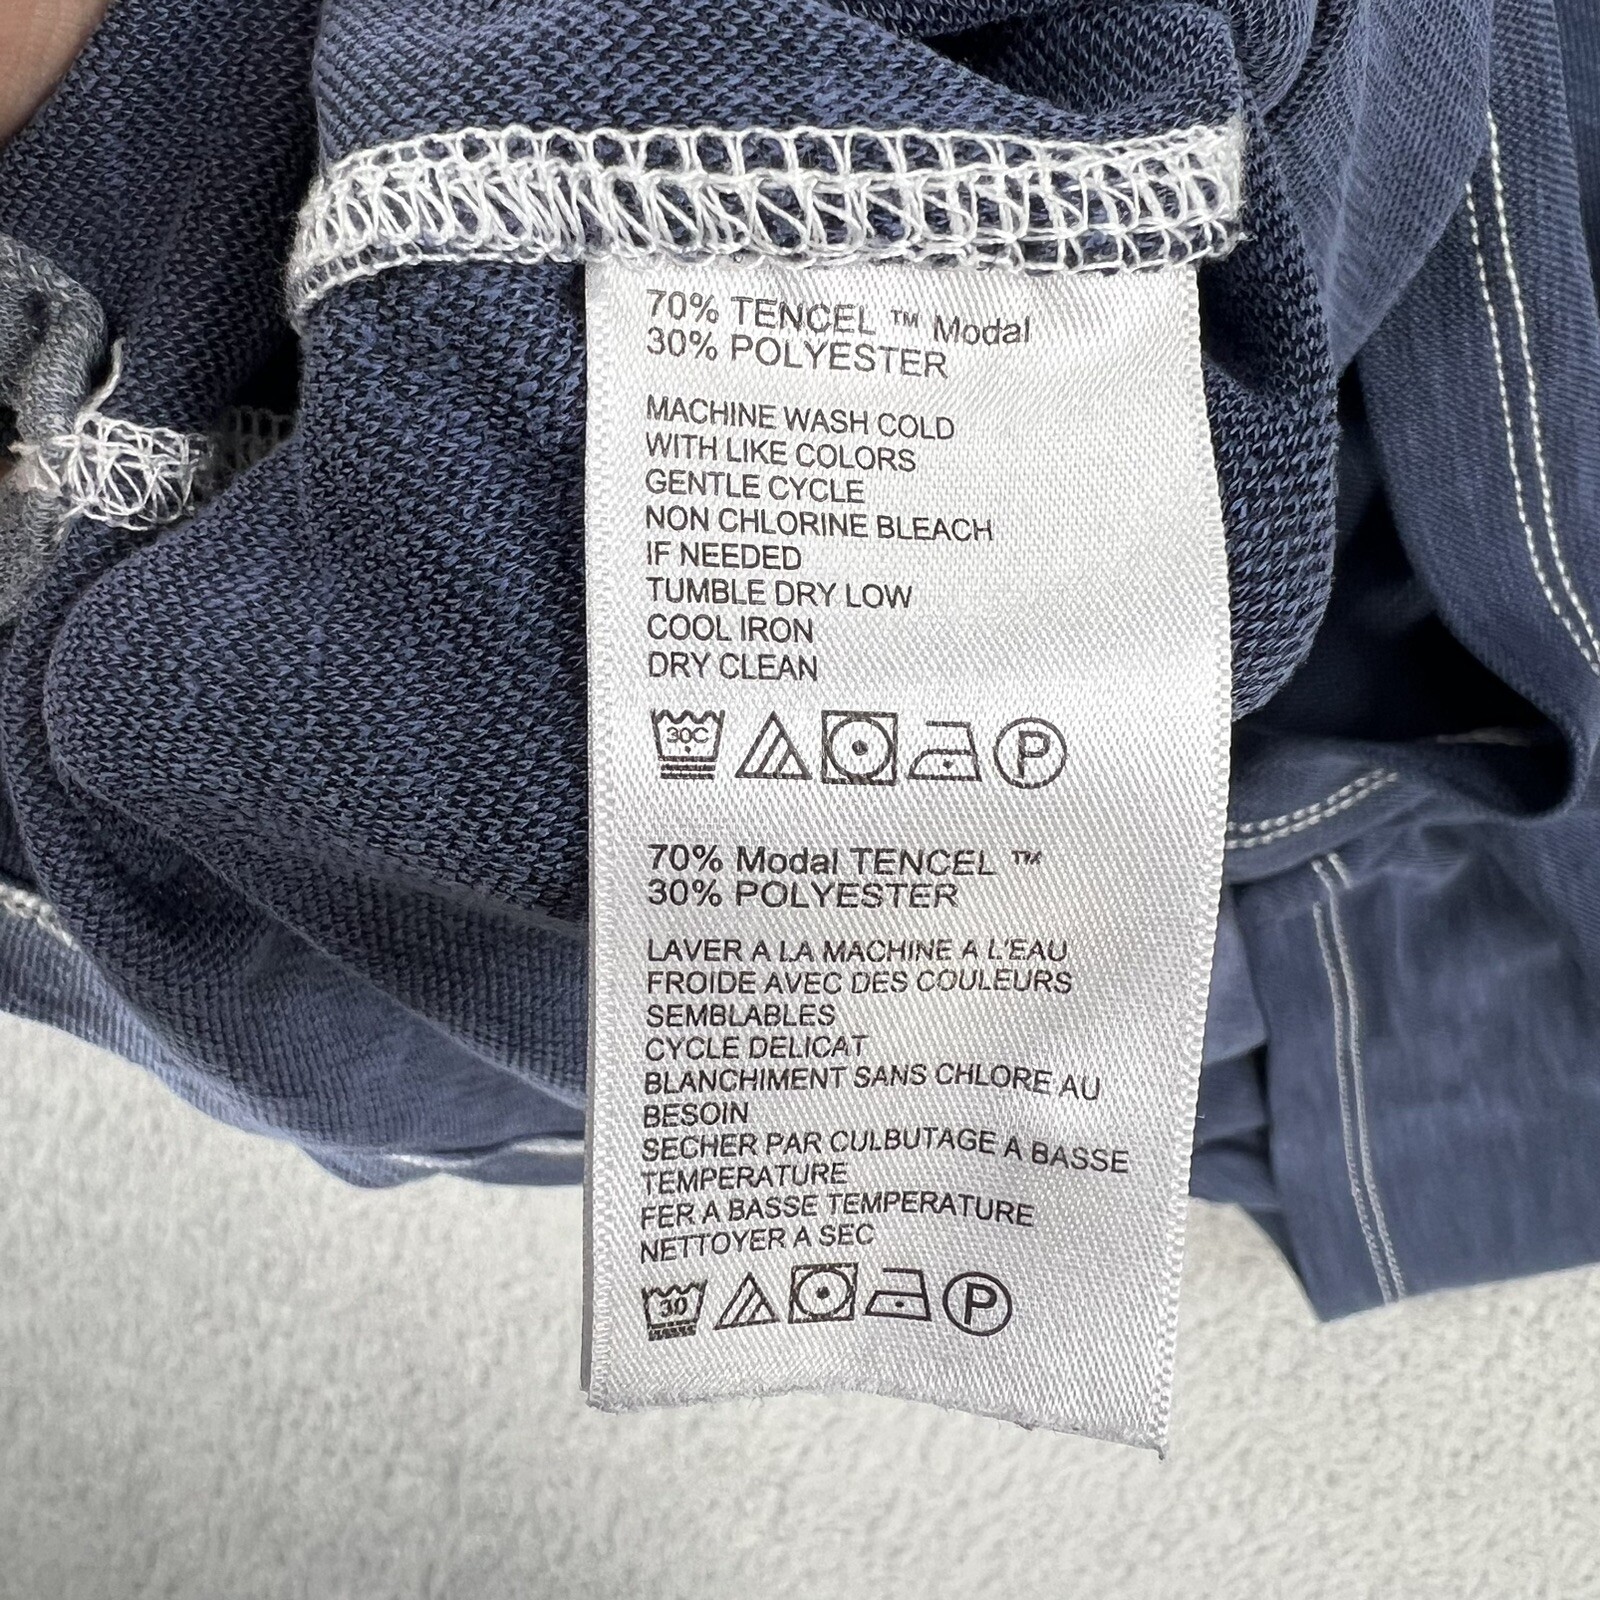 70% TENCEL ™ Modal
30% POLYESTER
MACHINE WASH COLD
WITH LIKE COLORS
GENTLE CYCLE
NON CHLORINE BLEACH
IF NEEDED
TUMBLE DRY LOW
COOL IRON
DRY CLEAN
30C P
70% Modal TENCEL ™
30% POLYESTER
LAVER A LA MACHINE A L'EAU
FROIDE AVEC DES COULEURS
SEMBLABLES
CYCLE DELICAT
BLANCHIMENT SANS CHLORE AU
BESOIN
SECHER PAR CULBUTAGE A BASSE
TEMPERATURE
FER A BASSE TEMPERATURE
NETTOYER A SEC
30 P